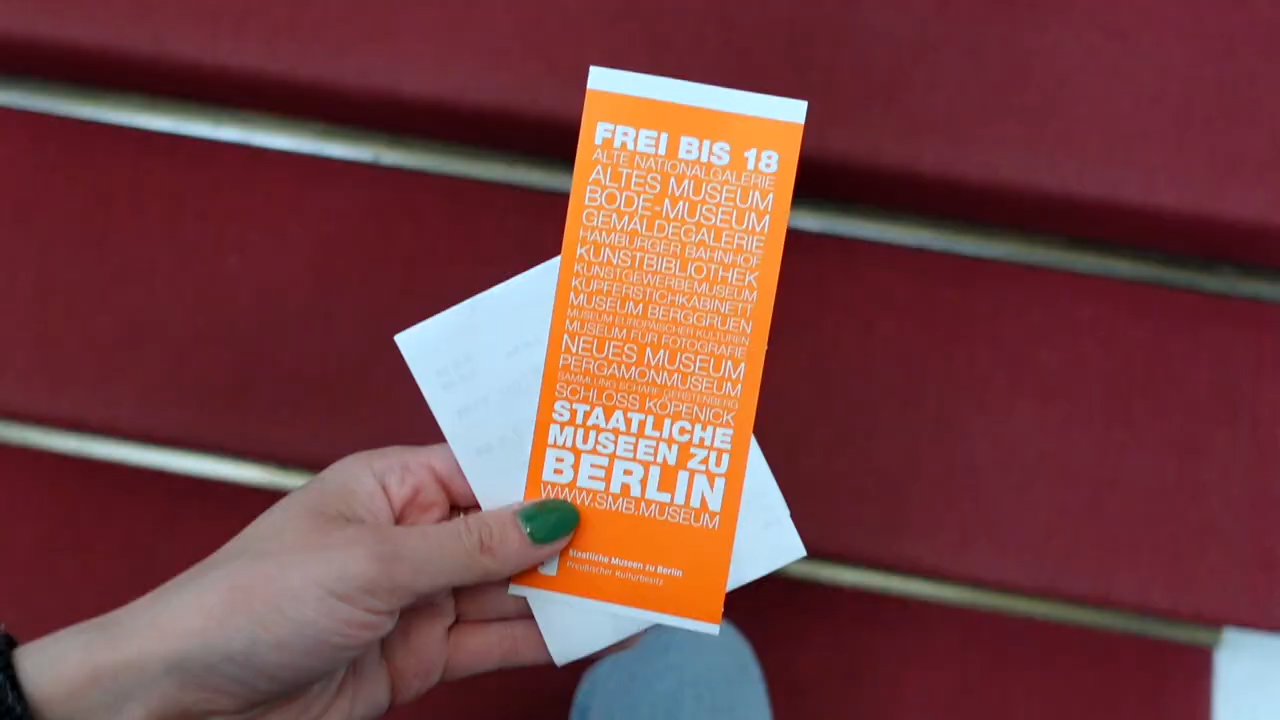 FREI BIS 18
ALTE NATIONALGALERIE
ALTES MUSEUM
BODE-MUSEUM
GEMÄLDEGALERIE
HAMBURGER BAHNHOF
KUNSTBIBLIOTHEK
KUNSTGEWERBEMUSEUM
KUPFERSTICHKABINETT
MUSEUM BERGGRUEN
MUSEUM EUROPÄISCHER KULTUREN
MUSEUM FÜR FOTOGRAFIE
NEUES MUSEUM
PERGAMONMUSEUM
SAMMLUNG SCHARF-GERSTENBERG
SCHLOSS KÖPENICK
STAATLICHE
MUSEEN ZU
BERLIN
WWW.SMB.MUSEUM
Staatliche Museen zu Berlin
Preußischer Kulturbesitz